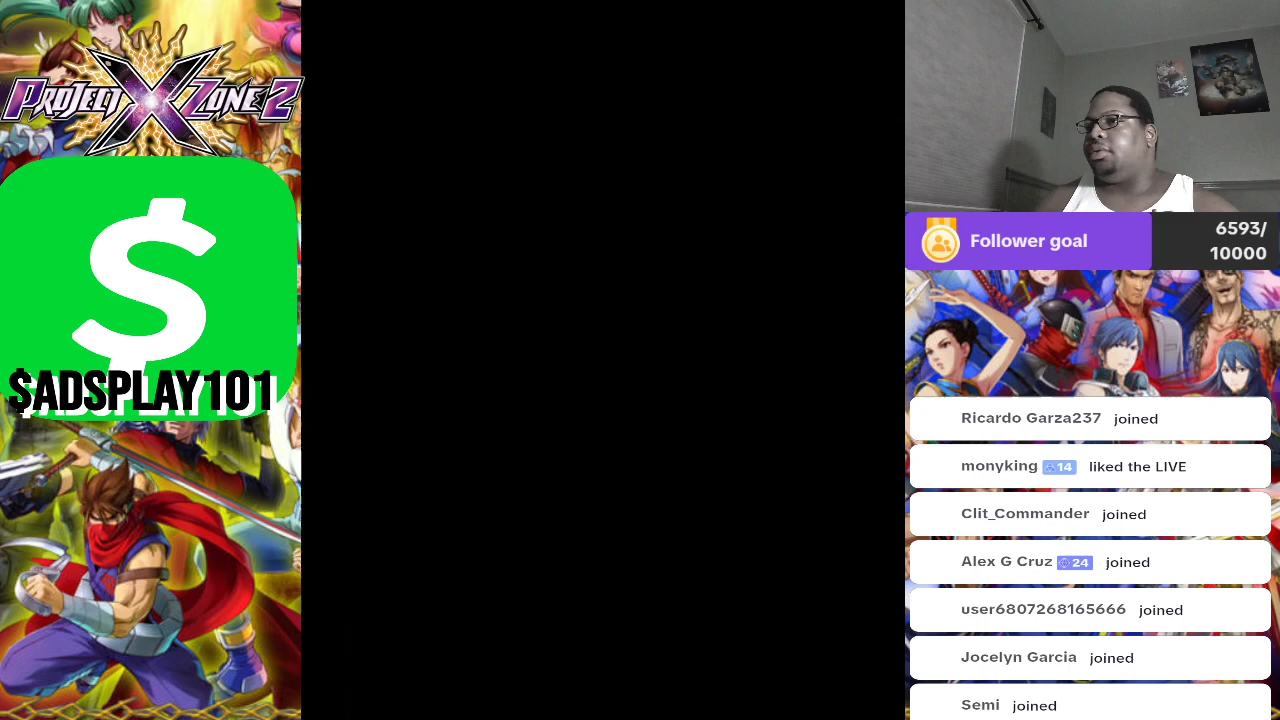 PROJECT X ZONE 2
$
$ADSPLAY101
Follower goal
6593/
10000
Ricardo Garza237 joined
monyking 14 liked the LIVE
Clit_Commander joined
Alex G Cruz 24 joined
user6807268165666 joined
Jocelyn Garcia joined
Semi joined